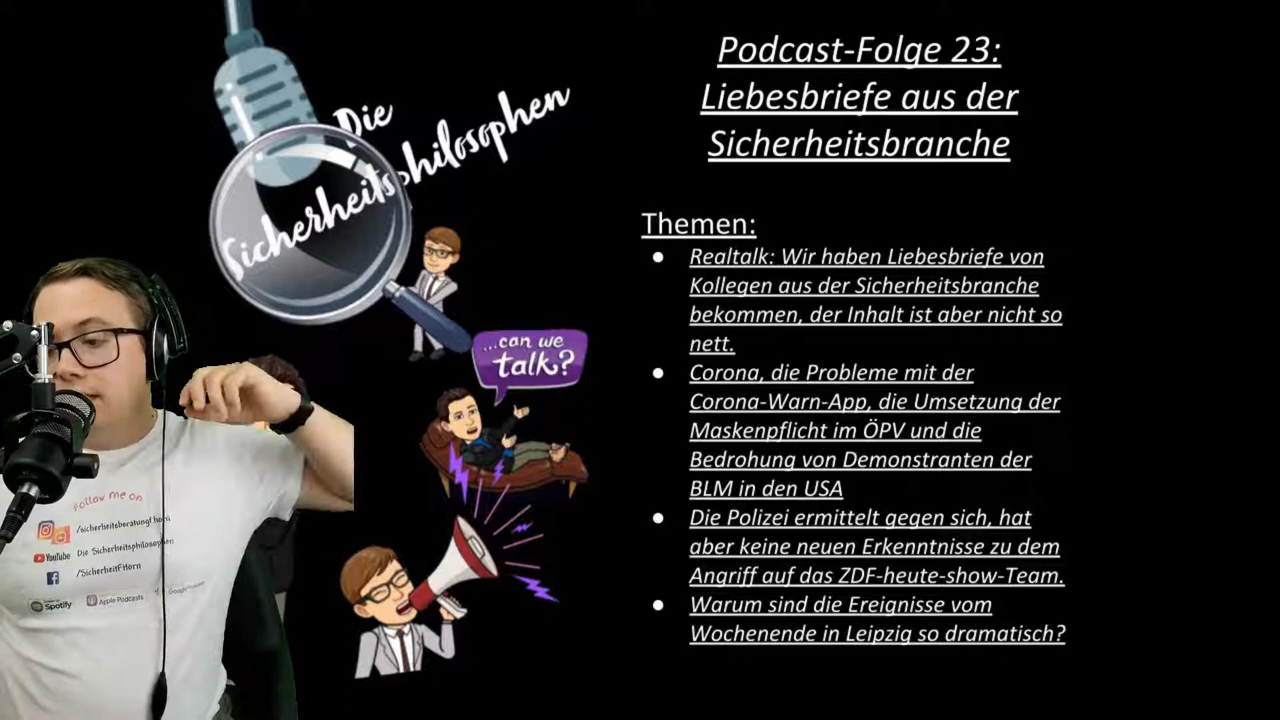 Die
Sicherheitsphilosophen
...can we
talk?
Follow me on
/sicherheitsberatungfhorn
YouTube Die Sicherheitsphilosophen
/SicherheitFHorn
Spotify
Apple Podcasts
Google
Podcast-Folge 23:
Liebesbriefe aus der
Sicherheitsbranche
Themen:
● Realtalk: Wir haben Liebesbriefe von
Kollegen aus der Sicherheitsbranche
bekommen, der Inhalt ist aber nicht so
nett.
● Corona, die Probleme mit der
Corona-Warn-App, die Umsetzung der
Maskenpflicht im ÖPV und die
Bedrohung von Demonstranten der
BLM in den USA
● Die Polizei ermittelt gegen sich, hat
aber keine neuen Erkenntnisse zu dem
Angriff auf das ZDF-heute-show-Team.
● Warum sind die Ereignisse vom
Wochenende in Leipzig so dramatisch?